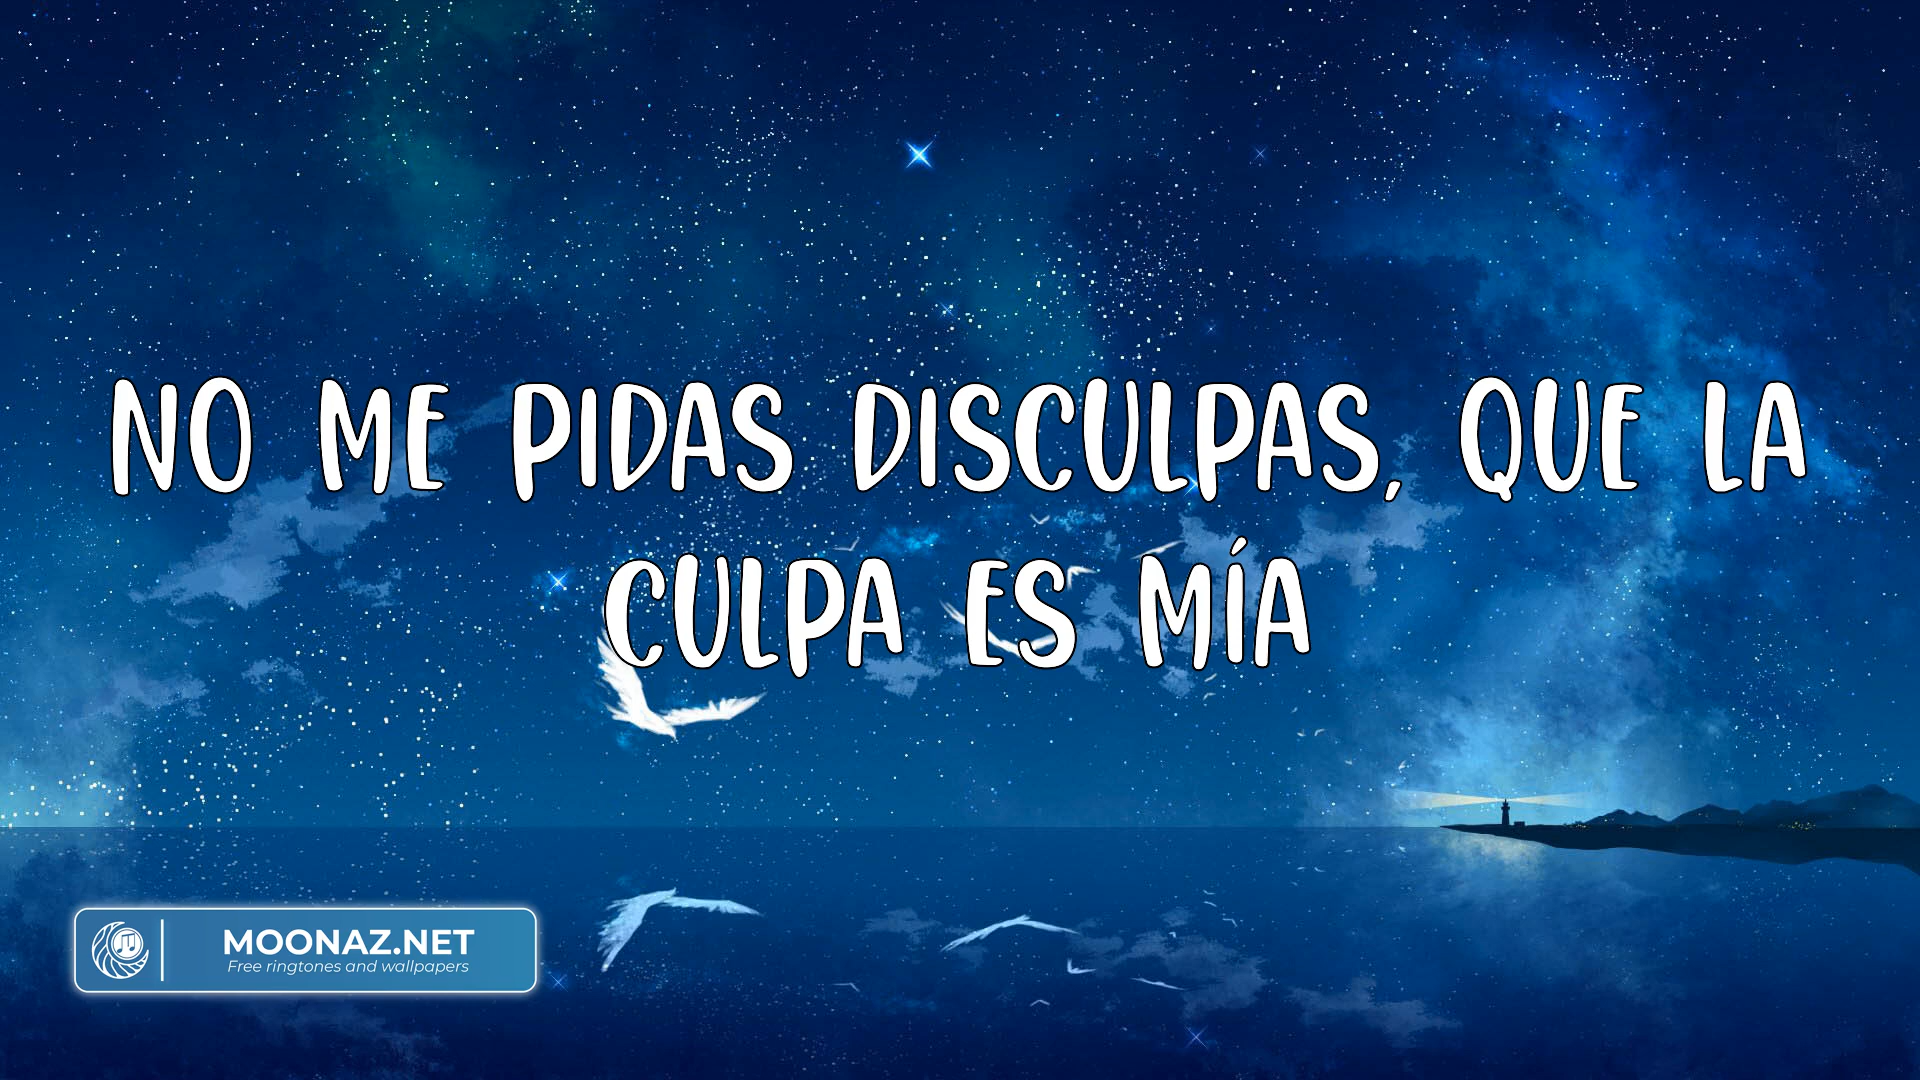 NO ME PIDAS DISCULPAS, QUE LA
CULPA ES MÍA
MOONAZ.NET
Free ringtones and wallpapers